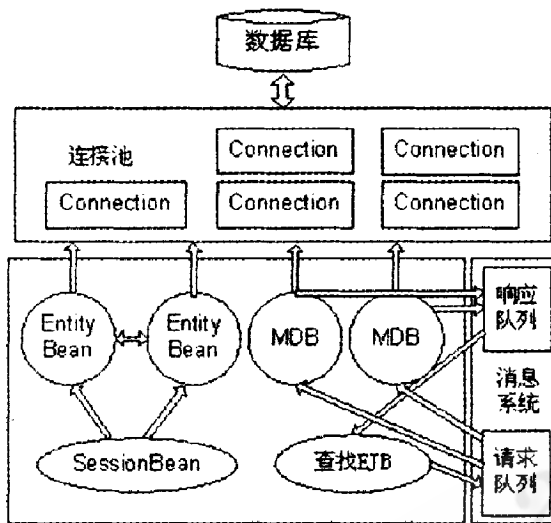 数据库
连接池
Connection
Connection
Connection
Connection
Connection
Entity
Bean
Entity
Bean
MDB
MDB
响应
队列
消息
系统
SessionBean
查找EJB
请求
队列